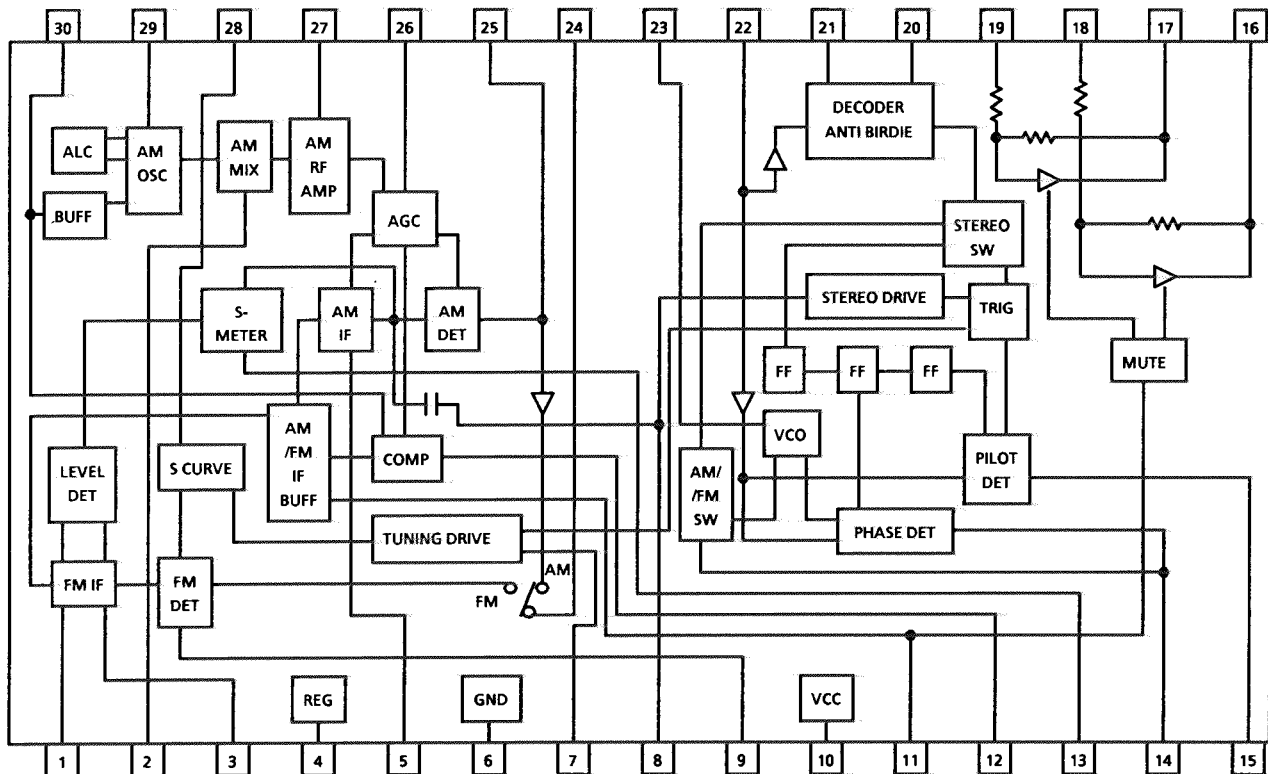 30 29 28 27 26 25 24 23 22 21 20 19 18 17 16
DECODER
ANTI BIRDIE
ALC
AM
OSC
AM
MIX
AM
RF
AMP
BUFF
AGC
STEREO
SW
S-
METER
AM
IF
AM
DET
STEREO DRIVE
TRIG
MUTE
FF
FF
FF
AM
/FM
IF
BUFF
COMP
VCO
LEVEL
DET
S CURVE
AM/
/FM
SW
PILOT
DET
TUNING DRIVE
PHASE DET
FM IF
FM
DET
AM
FM
REG
GND
VCC
1 2 3 4 5 6 7 8 9 10 11 12 13 14 15